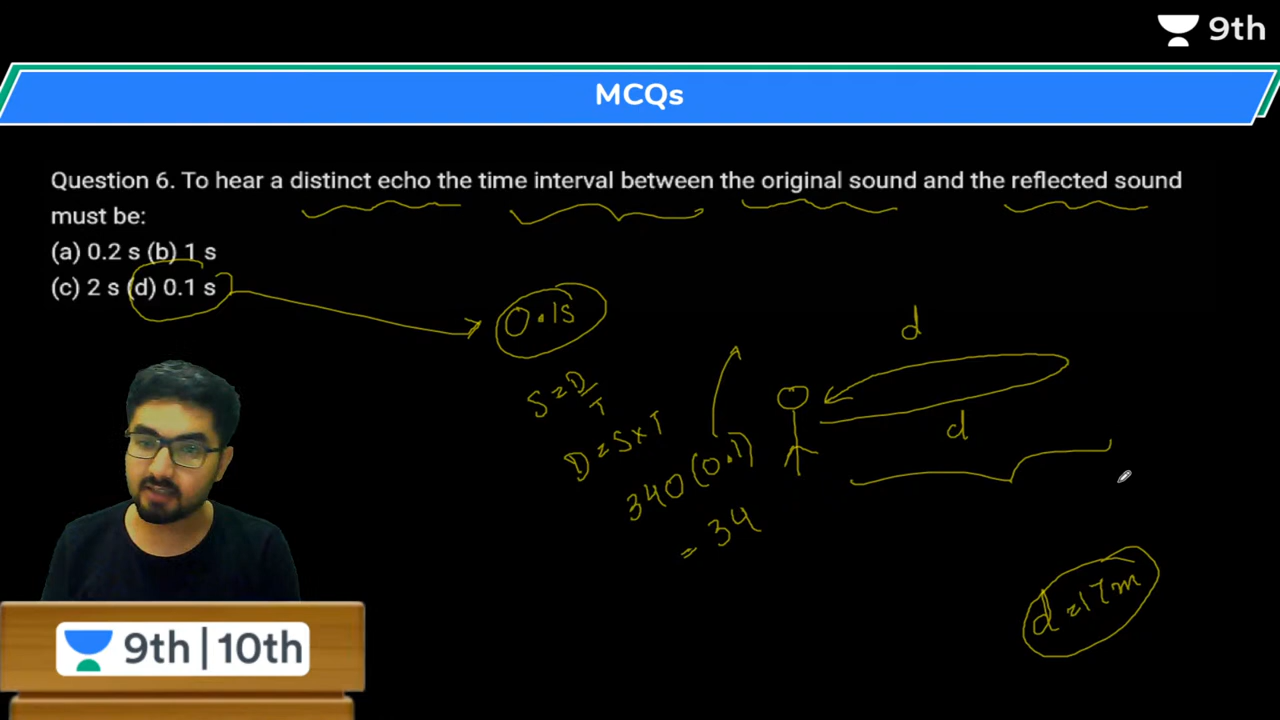 9th
MCQs
Question 6. To hear a distinct echo the time interval between the original sound and the reflected sound
must be:
(a) 0.2 s (b) 1 s
(c) 2 s (d) 0.1 s
0.1s
S = D/T
D = S × T
340 (0.1)
= 34
d
d
d = 17m
9th | 10th